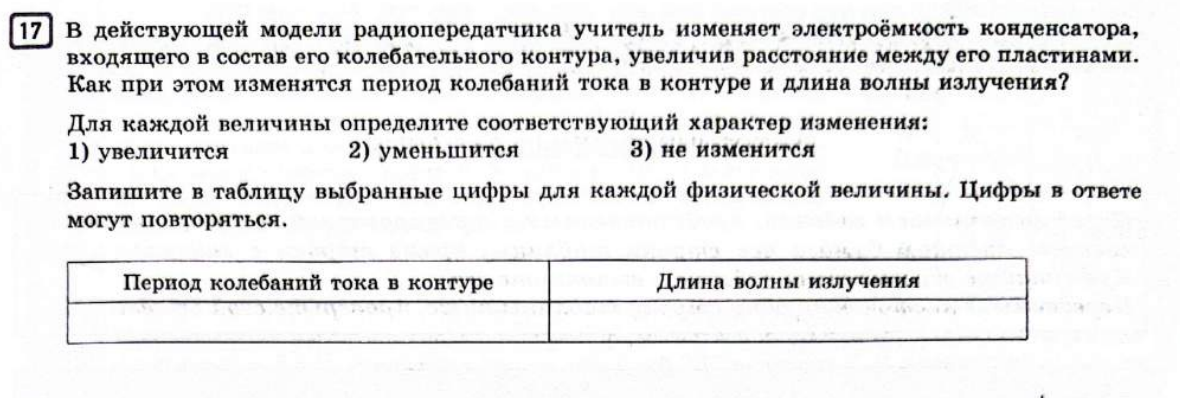 17 В действующей модели радиопередатчика учитель изменяет электроёмкость конденсатора,
входящего в состав его колебательного контура, увеличив расстояние между его пластинами.
Как при этом изменятся период колебаний тока в контуре и длина волны излучения?
Для каждой величины определите соответствующий характер изменения:
1) увеличится 2) уменьшится 3) не изменится
Запишите в таблицу выбранные цифры для каждой физической величины. Цифры в ответе
могут повторяться.
Период колебаний тока в контуре Длина волны излучения